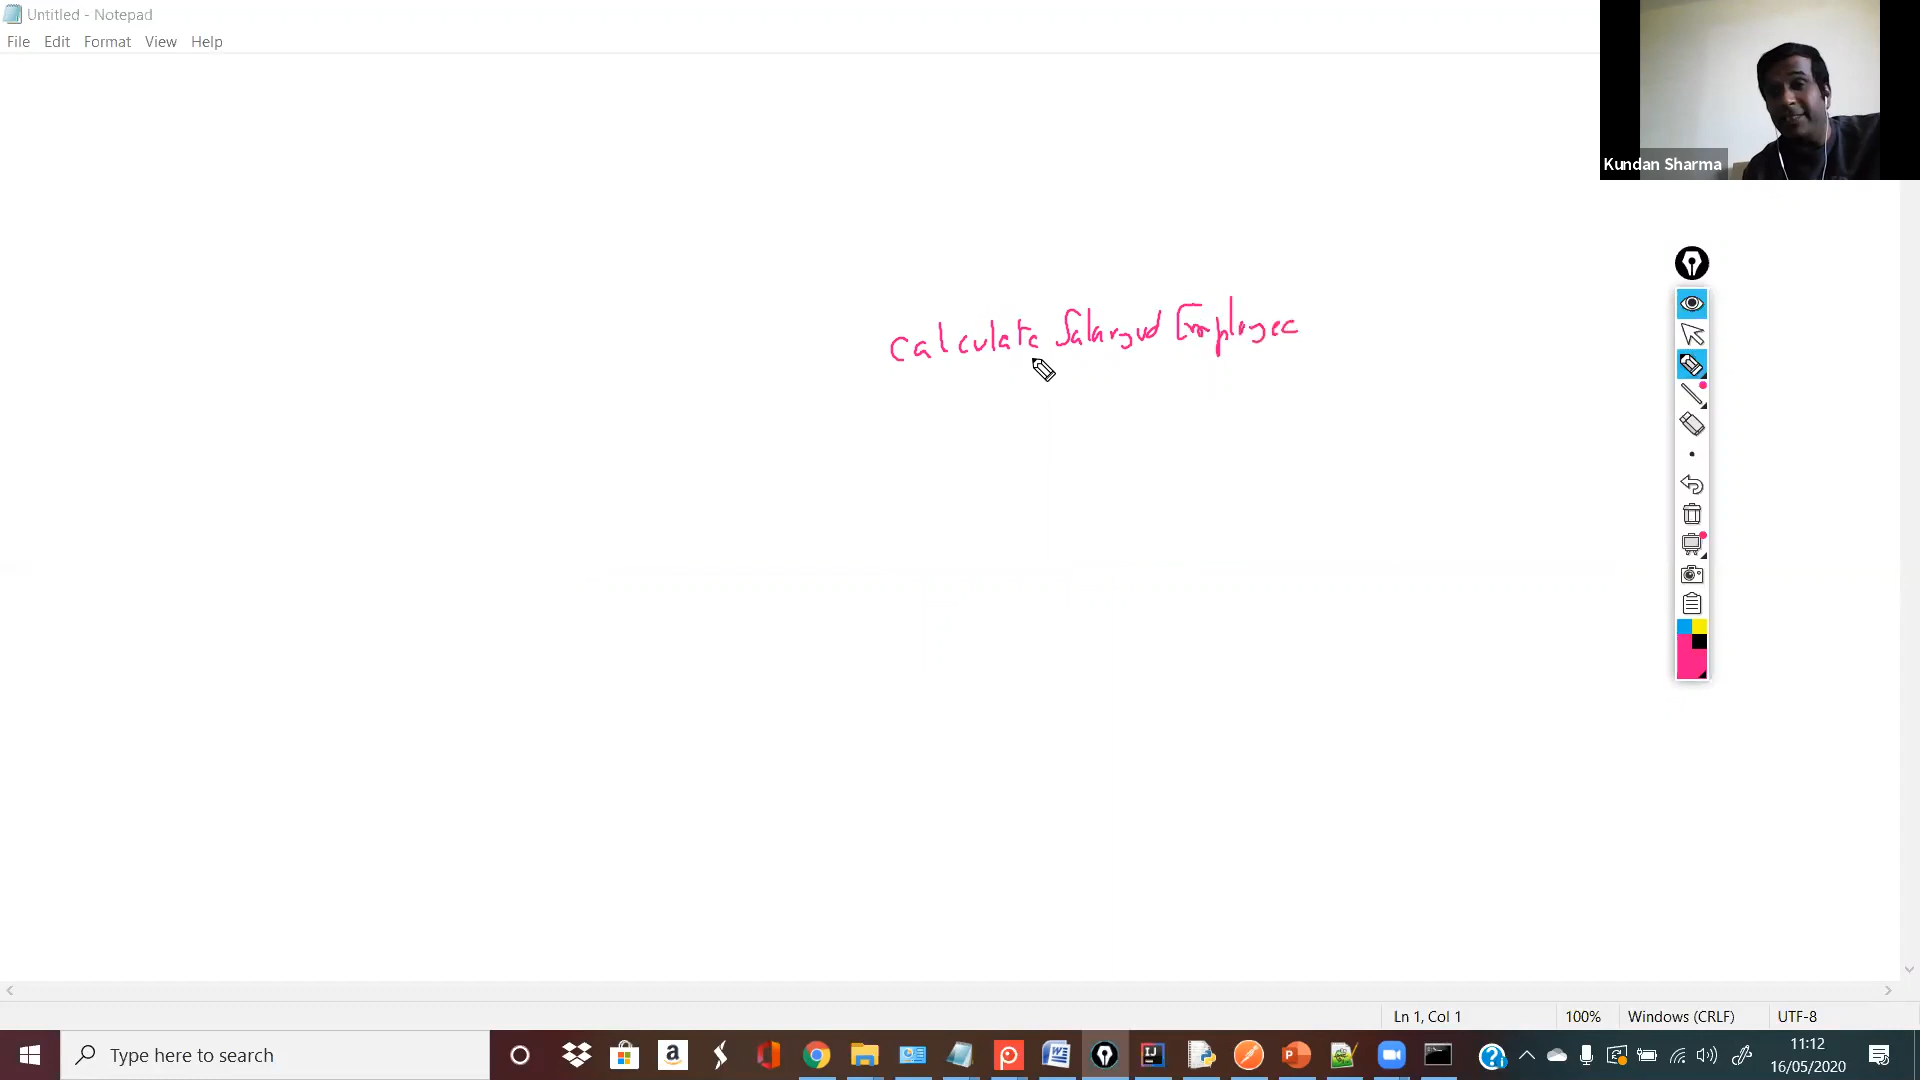 Untitled - Notepad
File Edit Format View Help
Kundan Sharma
Calculate Salaryed Employee
Ln 1, Col 1 100% Windows (CRLF) UTF-8
Type here to search
11:12
16/05/2020